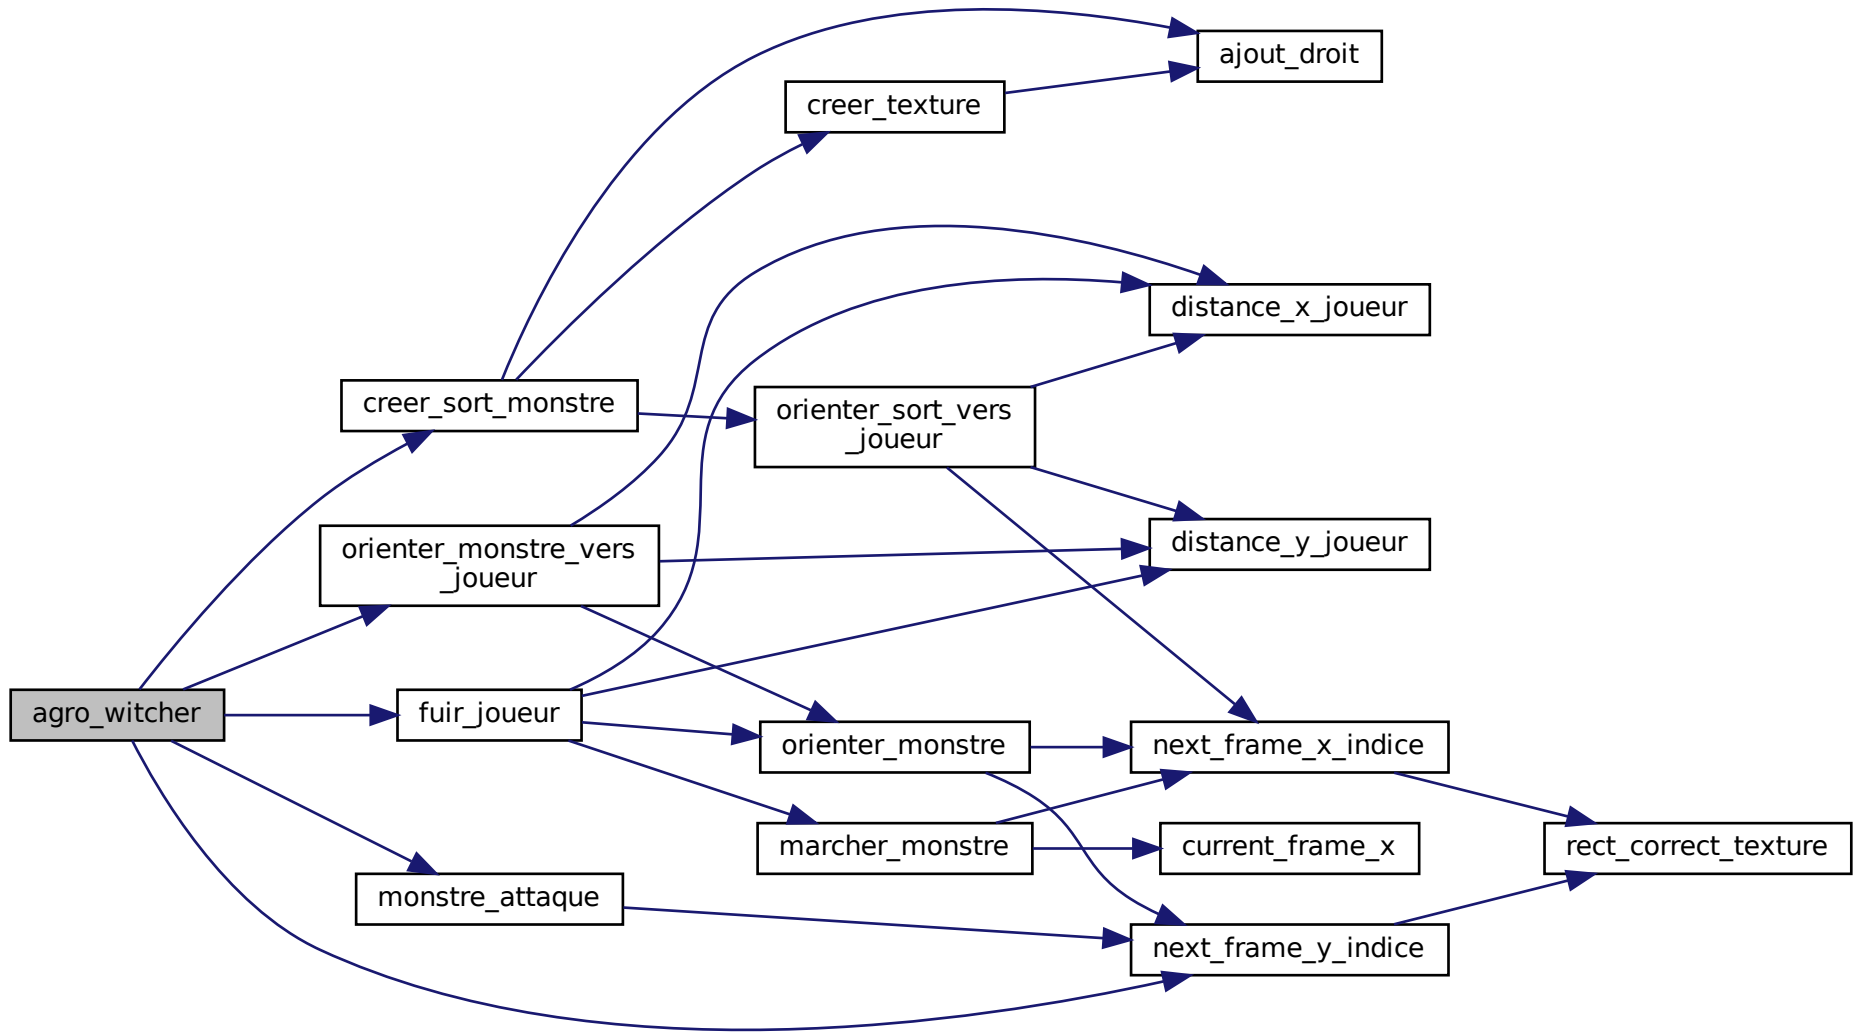 ajout_droit
creer_texture
distance_x_joueur
creer_sort_monstre
orienter_sort_vers
_joueur
orienter_monstre_vers
_joueur
distance_y_joueur
agro_witcher
fuir_joueur
orienter_monstre
next_frame_x_indice
marcher_monstre
current_frame_x
rect_correct_texture
monstre_attaque
next_frame_y_indice